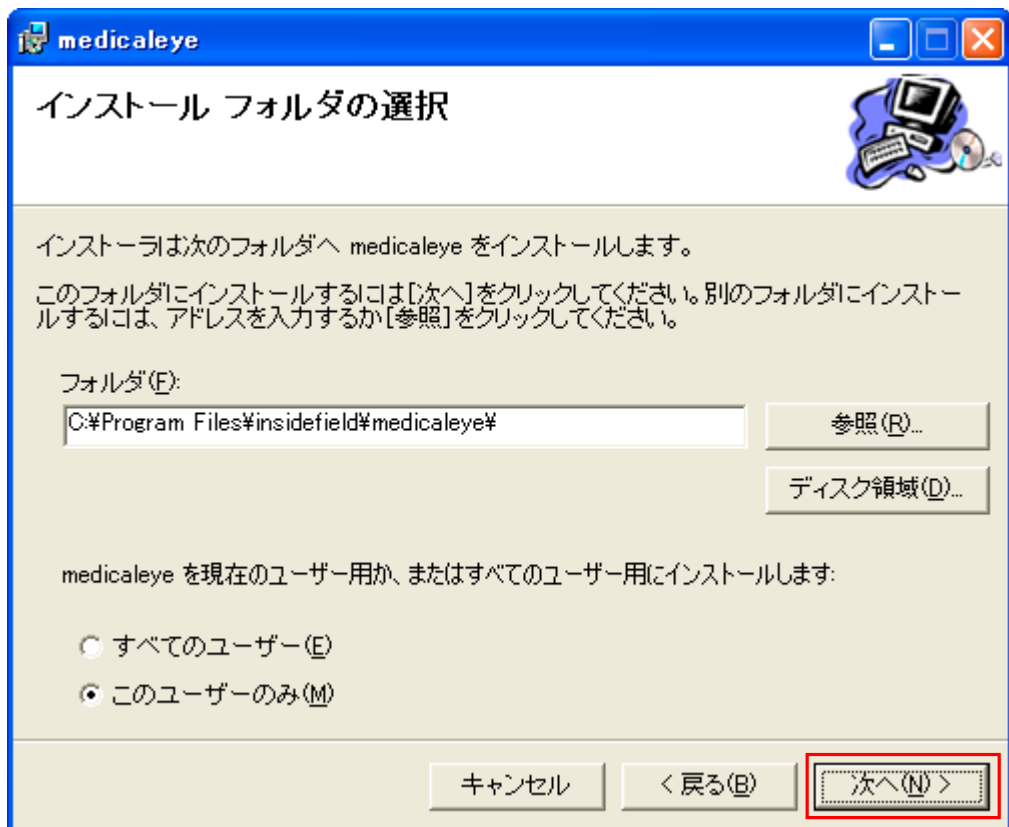 medicaleye
インストール フォルダの選択
インストーラは次のフォルダへ medicaleye をインストールします。
このフォルダにインストールするには[次へ]をクリックしてください。別のフォルダにインストー
ルするには、アドレスを入力するか[参照]をクリックしてください。
フォルダ(F):
C:¥Program Files¥insidefield¥medicaleye¥
参照(R)...
ディスク領域(D)...
medicaleye を現在のユーザー用か、またはすべてのユーザー用にインストールします:
すべてのユーザー(E)
このユーザーのみ(M)
キャンセル
< 戻る(B)
次へ(N) >